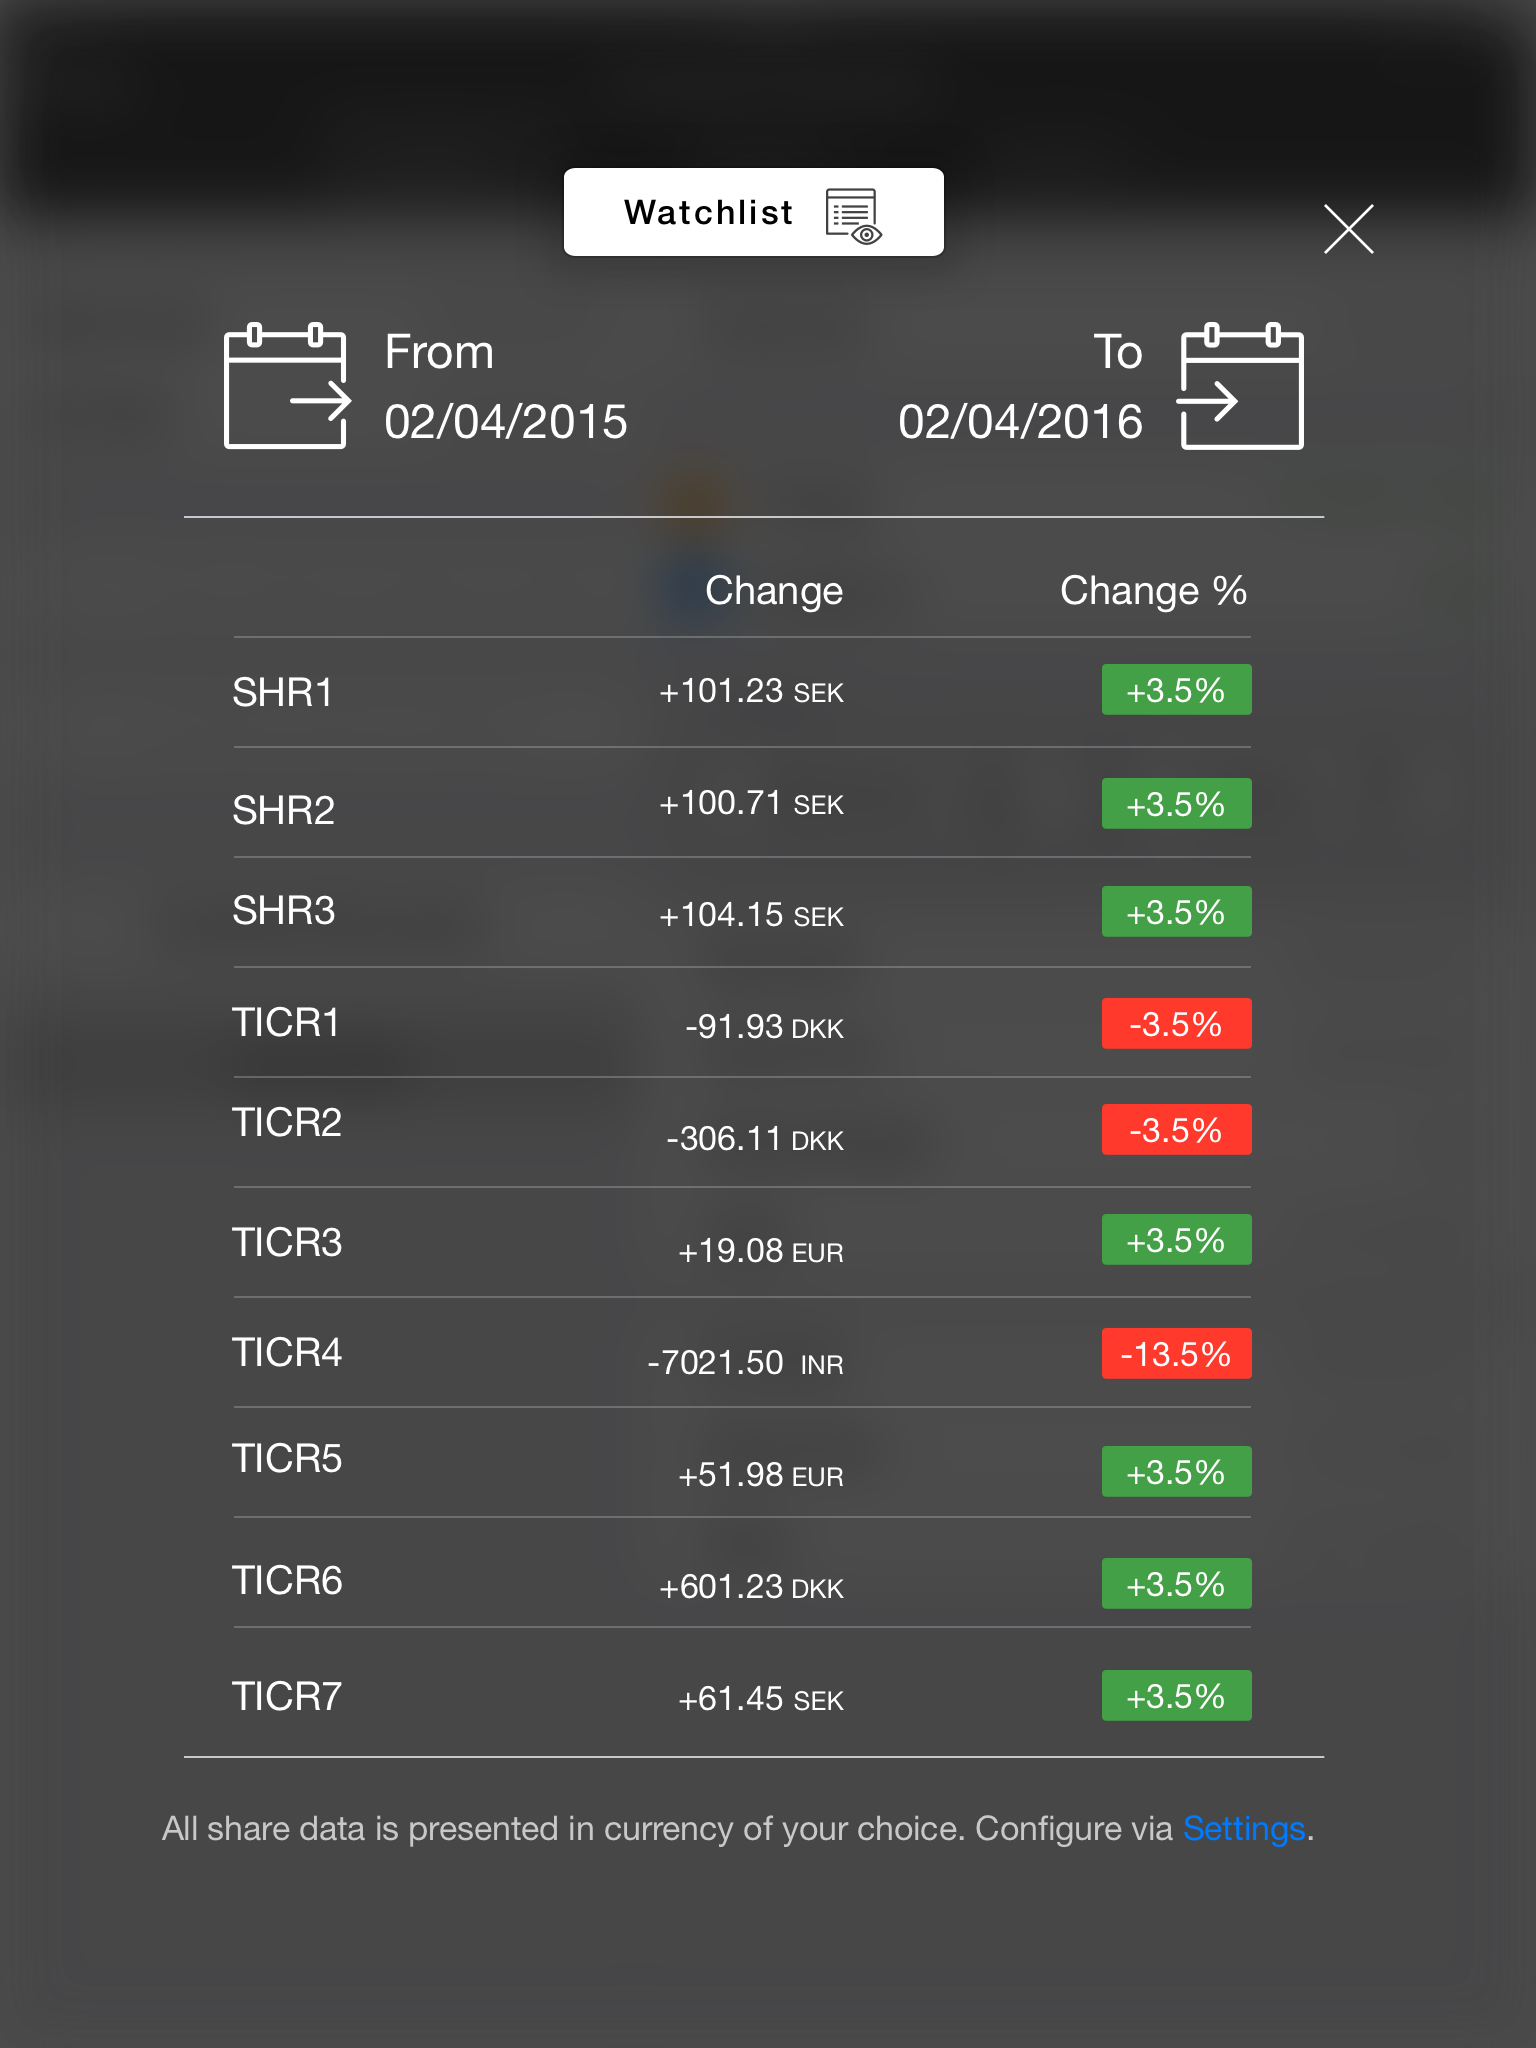 Watchlist
From
02/04/2015
To
02/04/2016
Change Change %
SHR1 +101.23 SEK +3.5%
SHR2 +100.71 SEK +3.5%
SHR3 +104.15 SEK +3.5%
TICR1 -91.93 DKK -3.5%
TICR2 -306.11 DKK -3.5%
TICR3 +19.08 EUR +3.5%
TICR4 -7021.50 INR -13.5%
TICR5 +51.98 EUR +3.5%
TICR6 +601.23 DKK +3.5%
TICR7 +61.45 SEK +3.5%
All share data is presented in currency of your choice. Configure via Settings.